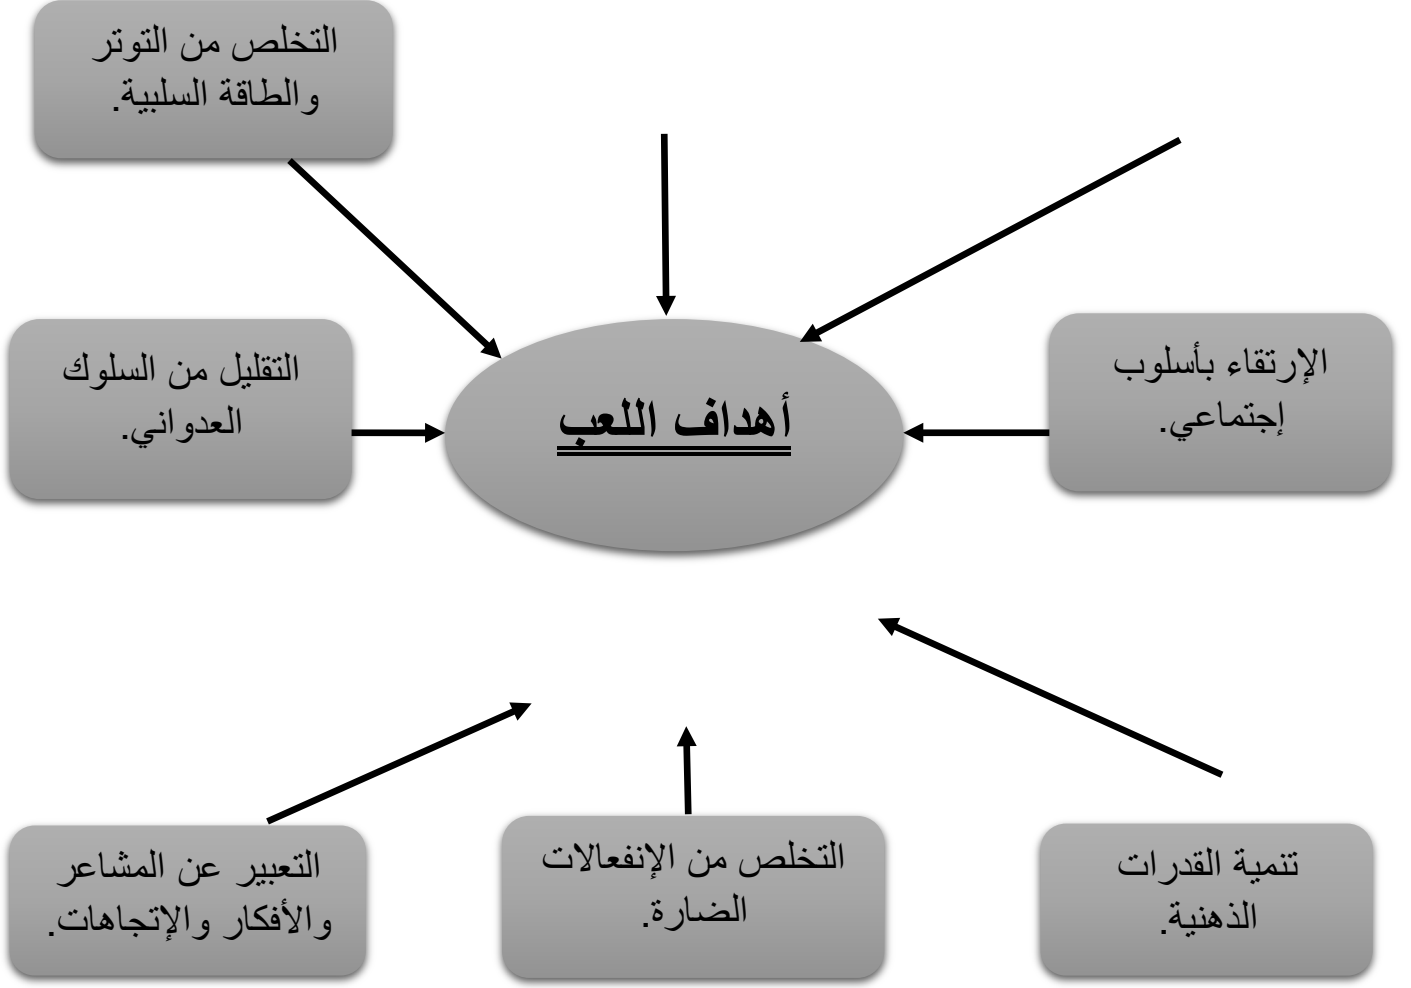 التخلص من التوتر
والطاقة السلبية.
الإرتقاء بأسلوب
إجتماعي.
أهداف اللعب
التقليل من السلوك
العدواني.
تنمية القدرات
الذهنية.
التخلص من الإنفعالات
الضارة.
التعبير عن المشاعر
والأفكار والإتجاهات.